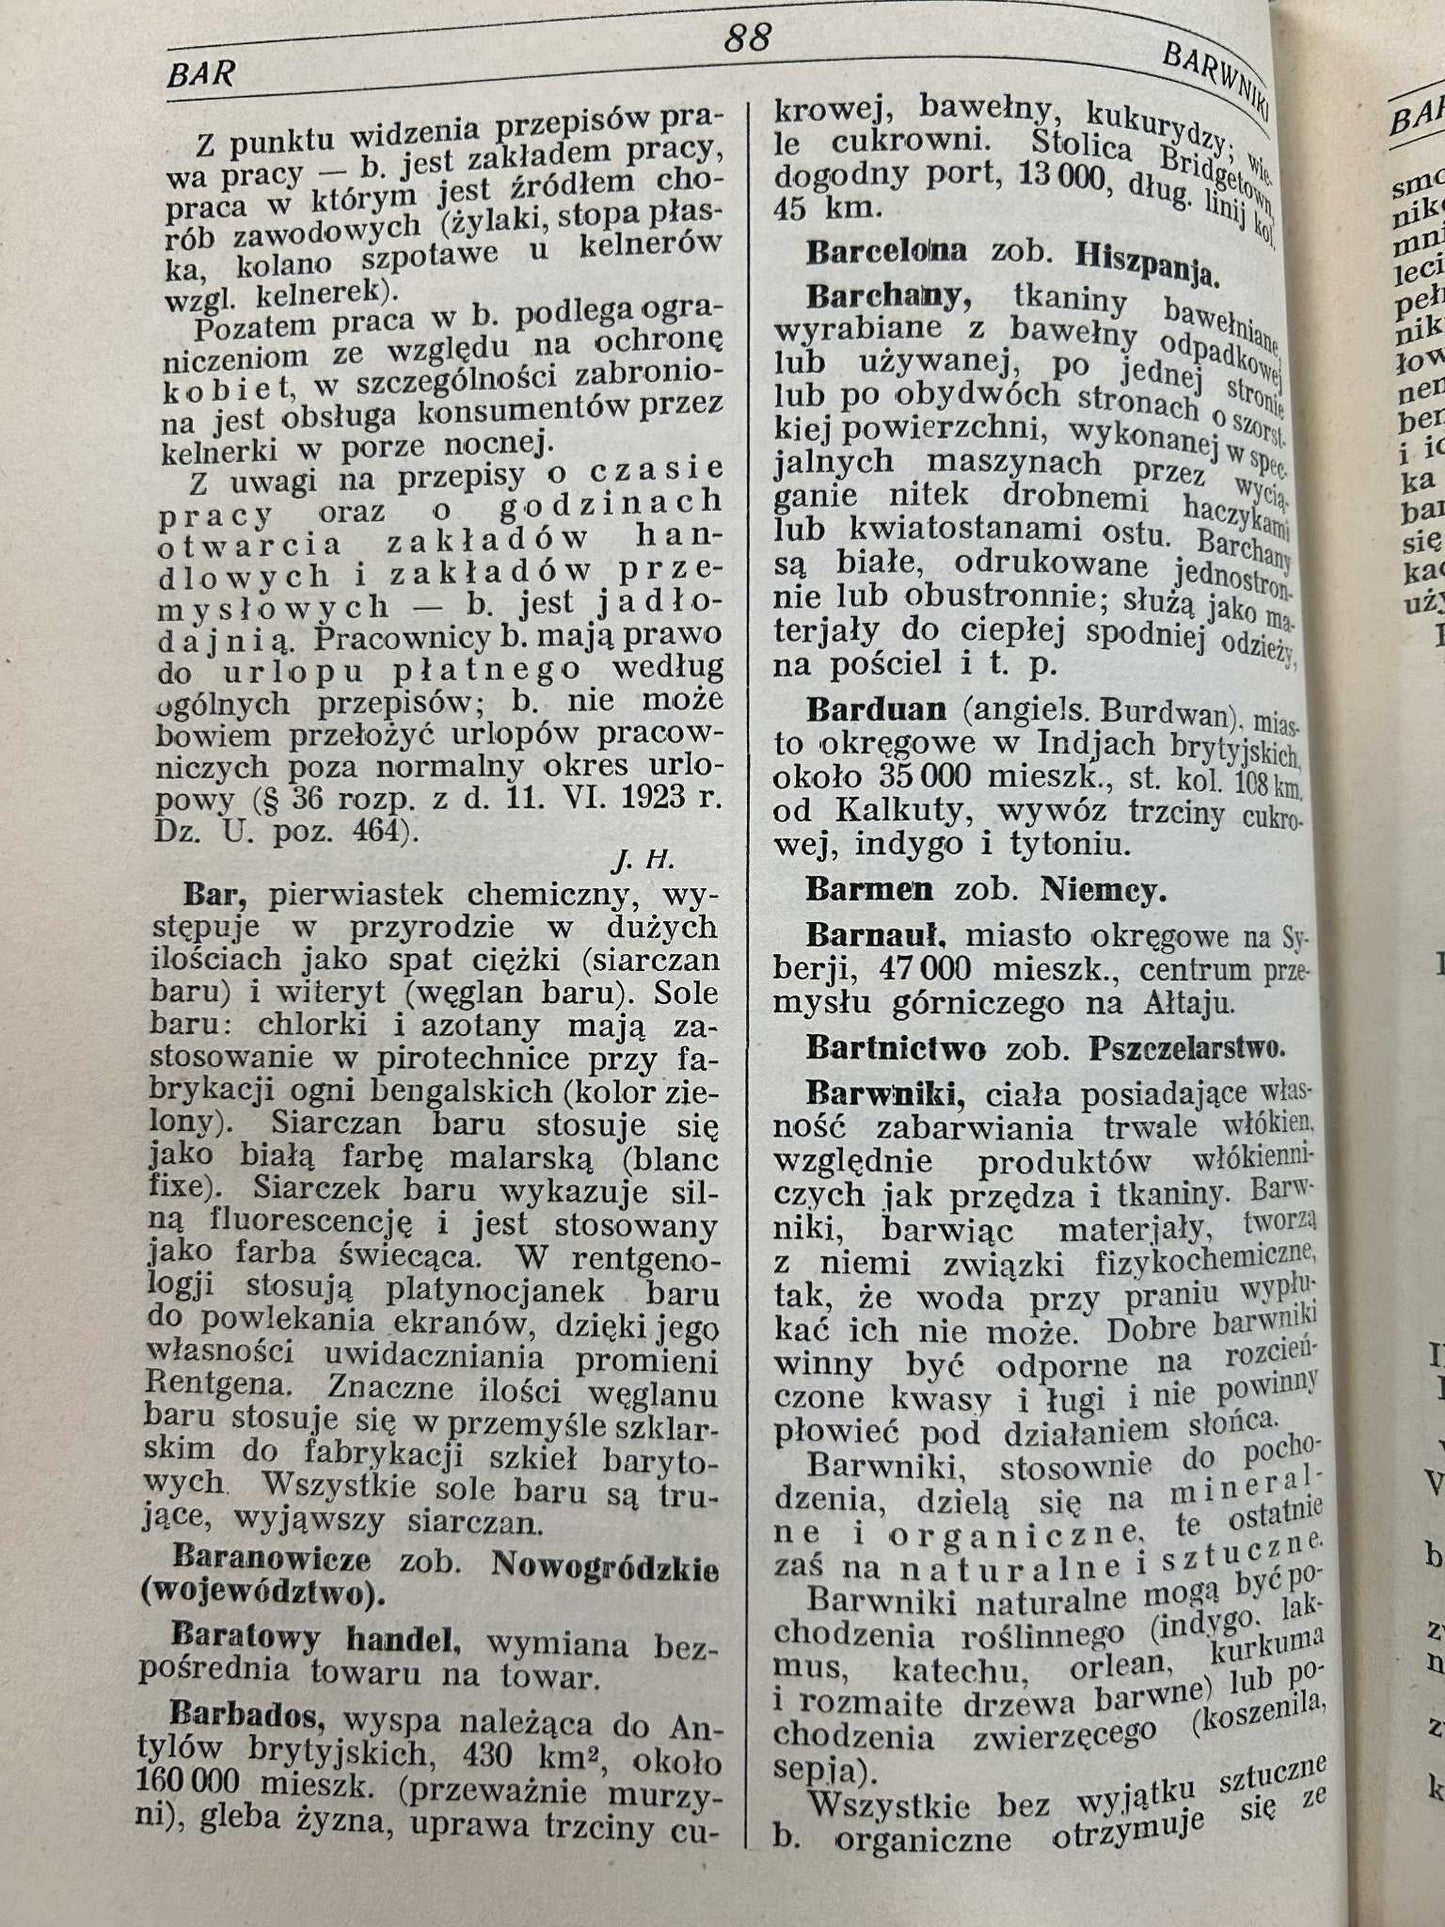 BAR
88
BARWNIKI
Z punktu widzenia przepisów pra-
wa pracy — b. jest zakładem pracy,
praca w którym jest źródłem cho-
rób zawodowych (żylaki, stopa płas-
ka, kolano szpotawe u kelnerów
wzgl. kelnerek).
Pozatem praca w b. podlega ogra-
niczeniom ze względu na ochronę
kobiet, w szczególności zabronio-
na jest obsługa konsumentów przez
kelnerki w porze nocnej.
Z uwagi na przepisy o czasie
pracy oraz o godzinach
otwarcia zakładów han-
dlowych i zakładów prze-
mysłowych — b. jest jadło-
dajnią. Pracownicy b. mają prawo
do urlopu płatnego według
ogólnych przepisów; b. nie może
bowiem przełożyć urlopów pracow-
niczych poza normalny okres urlo-
powy (§ 36 rozp. z d. 11. VI. 1923 r.
Dz. U. poz. 464).
J. H.
Bar, pierwiastek chemiczny, wy-
stępuje w przyrodzie w dużych
ilościach jako spat ciężki (siarczan
baru) i witeryt (węglan baru). Sole
baru: chlorki i azotany mają za-
stosowanie w pirotechnice przy fa-
brykacji ogni bengalskich (kolor zie-
lony). Siarczan baru stosuje się
jako białą farbę malarską (blanc
fixe). Siarczek baru wykazuje sil-
ną fluorescencję i jest stosowany
jako farba świecąca. W rentgeno-
logji stosują platynocjanek baru
do powlekania ekranów, dzięki jego
własności uwidaczniania promieni
Rentgena. Znaczne ilości węglanu
baru stosuje się w przemyśle szklar-
skim do fabrykacji szkieł baryto-
wych. Wszystkie sole baru są tru-
jące, wyjąwszy siarczan.
Baranowicze zob. Nowogródzkie
(województwo).
Baratowy handel, wymiana bez-
pośrednia towaru na towar.
Barbados, wyspa należąca do An-
tylów brytyjskich, 430 km², około
160 000 mieszk. (przeważnie murzy-
ni), gleba żyzna, uprawa trzciny cu-
krowej, bawełny, kukurydzy; wie-
le cukrowni. Stolica Bridgetown,
dogodny port, 13 000, dług. linij kol.
45 km.
Barcelona zob. Hiszpanja.
Barchany, tkaniny bawełniane,
wyrabiane z bawełny odpadkowej
lub używanej, po jednej stronie
lub po obydwóch stronach o szorst-
kiej powierzchni, wykonanej w spec-
jalnych maszynach przez wycią-
ganie nitek drobnemi haczykami
lub kwiatostanami ostu. Barchany
są białe, odrukowane jednostron-
nie lub obustronnie; służą jako ma-
terjały do ciepłej spodniej odzieży,
na pościel i t. p.
Barduan (angiels. Burdwan), mias-
to okręgowe w Indjach brytyjskich,
około 35 000 mieszk., st. kol. 108 km.
od Kalkuty, wywóz trzciny cukro-
wej, indygo i tytoniu.
Barmen zob. Niemcy.
Barnauł, miasto okręgowe na Sy-
berji, 47 000 mieszk., centrum prze-
mysłu górniczego na Ałtaju.
Bartnictwo zob. Pszczelarstwo.
Barwniki, ciała posiadające włas-
ność zabarwiania trwale włókien,
względnie produktów włókienni-
czych jak przędza i tkaniny. Barw-
niki, barwiąc materjały, tworzą
z niemi związki fizykochemiczne,
tak, że woda przy praniu wypłu-
kać ich nie może. Dobre barwniki
winny być odporne na rozcień-
czone kwasy i ługi i nie powinny
płowieć pod działaniem słońca.
Barwniki, stosownie do pocho-
dzenia, dzielą się na mineral-
ne i organiczne, te ostatnie
zaś na naturalne i sztuczne.
Barwniki naturalne mogą być po-
chodzenia roślinnego (indygo, lak-
mus, katechu, orlean, kurkuma
i rozmaite drzewa barwne) lub po-
chodzenia zwierzęcego (koszenila,
sepja).
Wszystkie bez wyjątku sztuczne
b. organiczne otrzymuje się ze